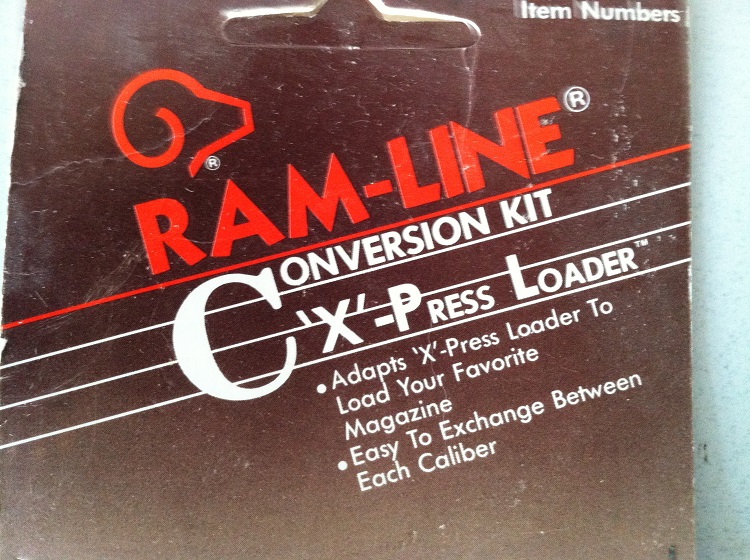 Item Numbers
®
RAM-LINE®
CONVERSION KIT
'X'-PRESS LOADER™
• Adapts 'X'-Press Loader To
Load Your Favorite
Magazine
• Easy To Exchange Between
Each Caliber